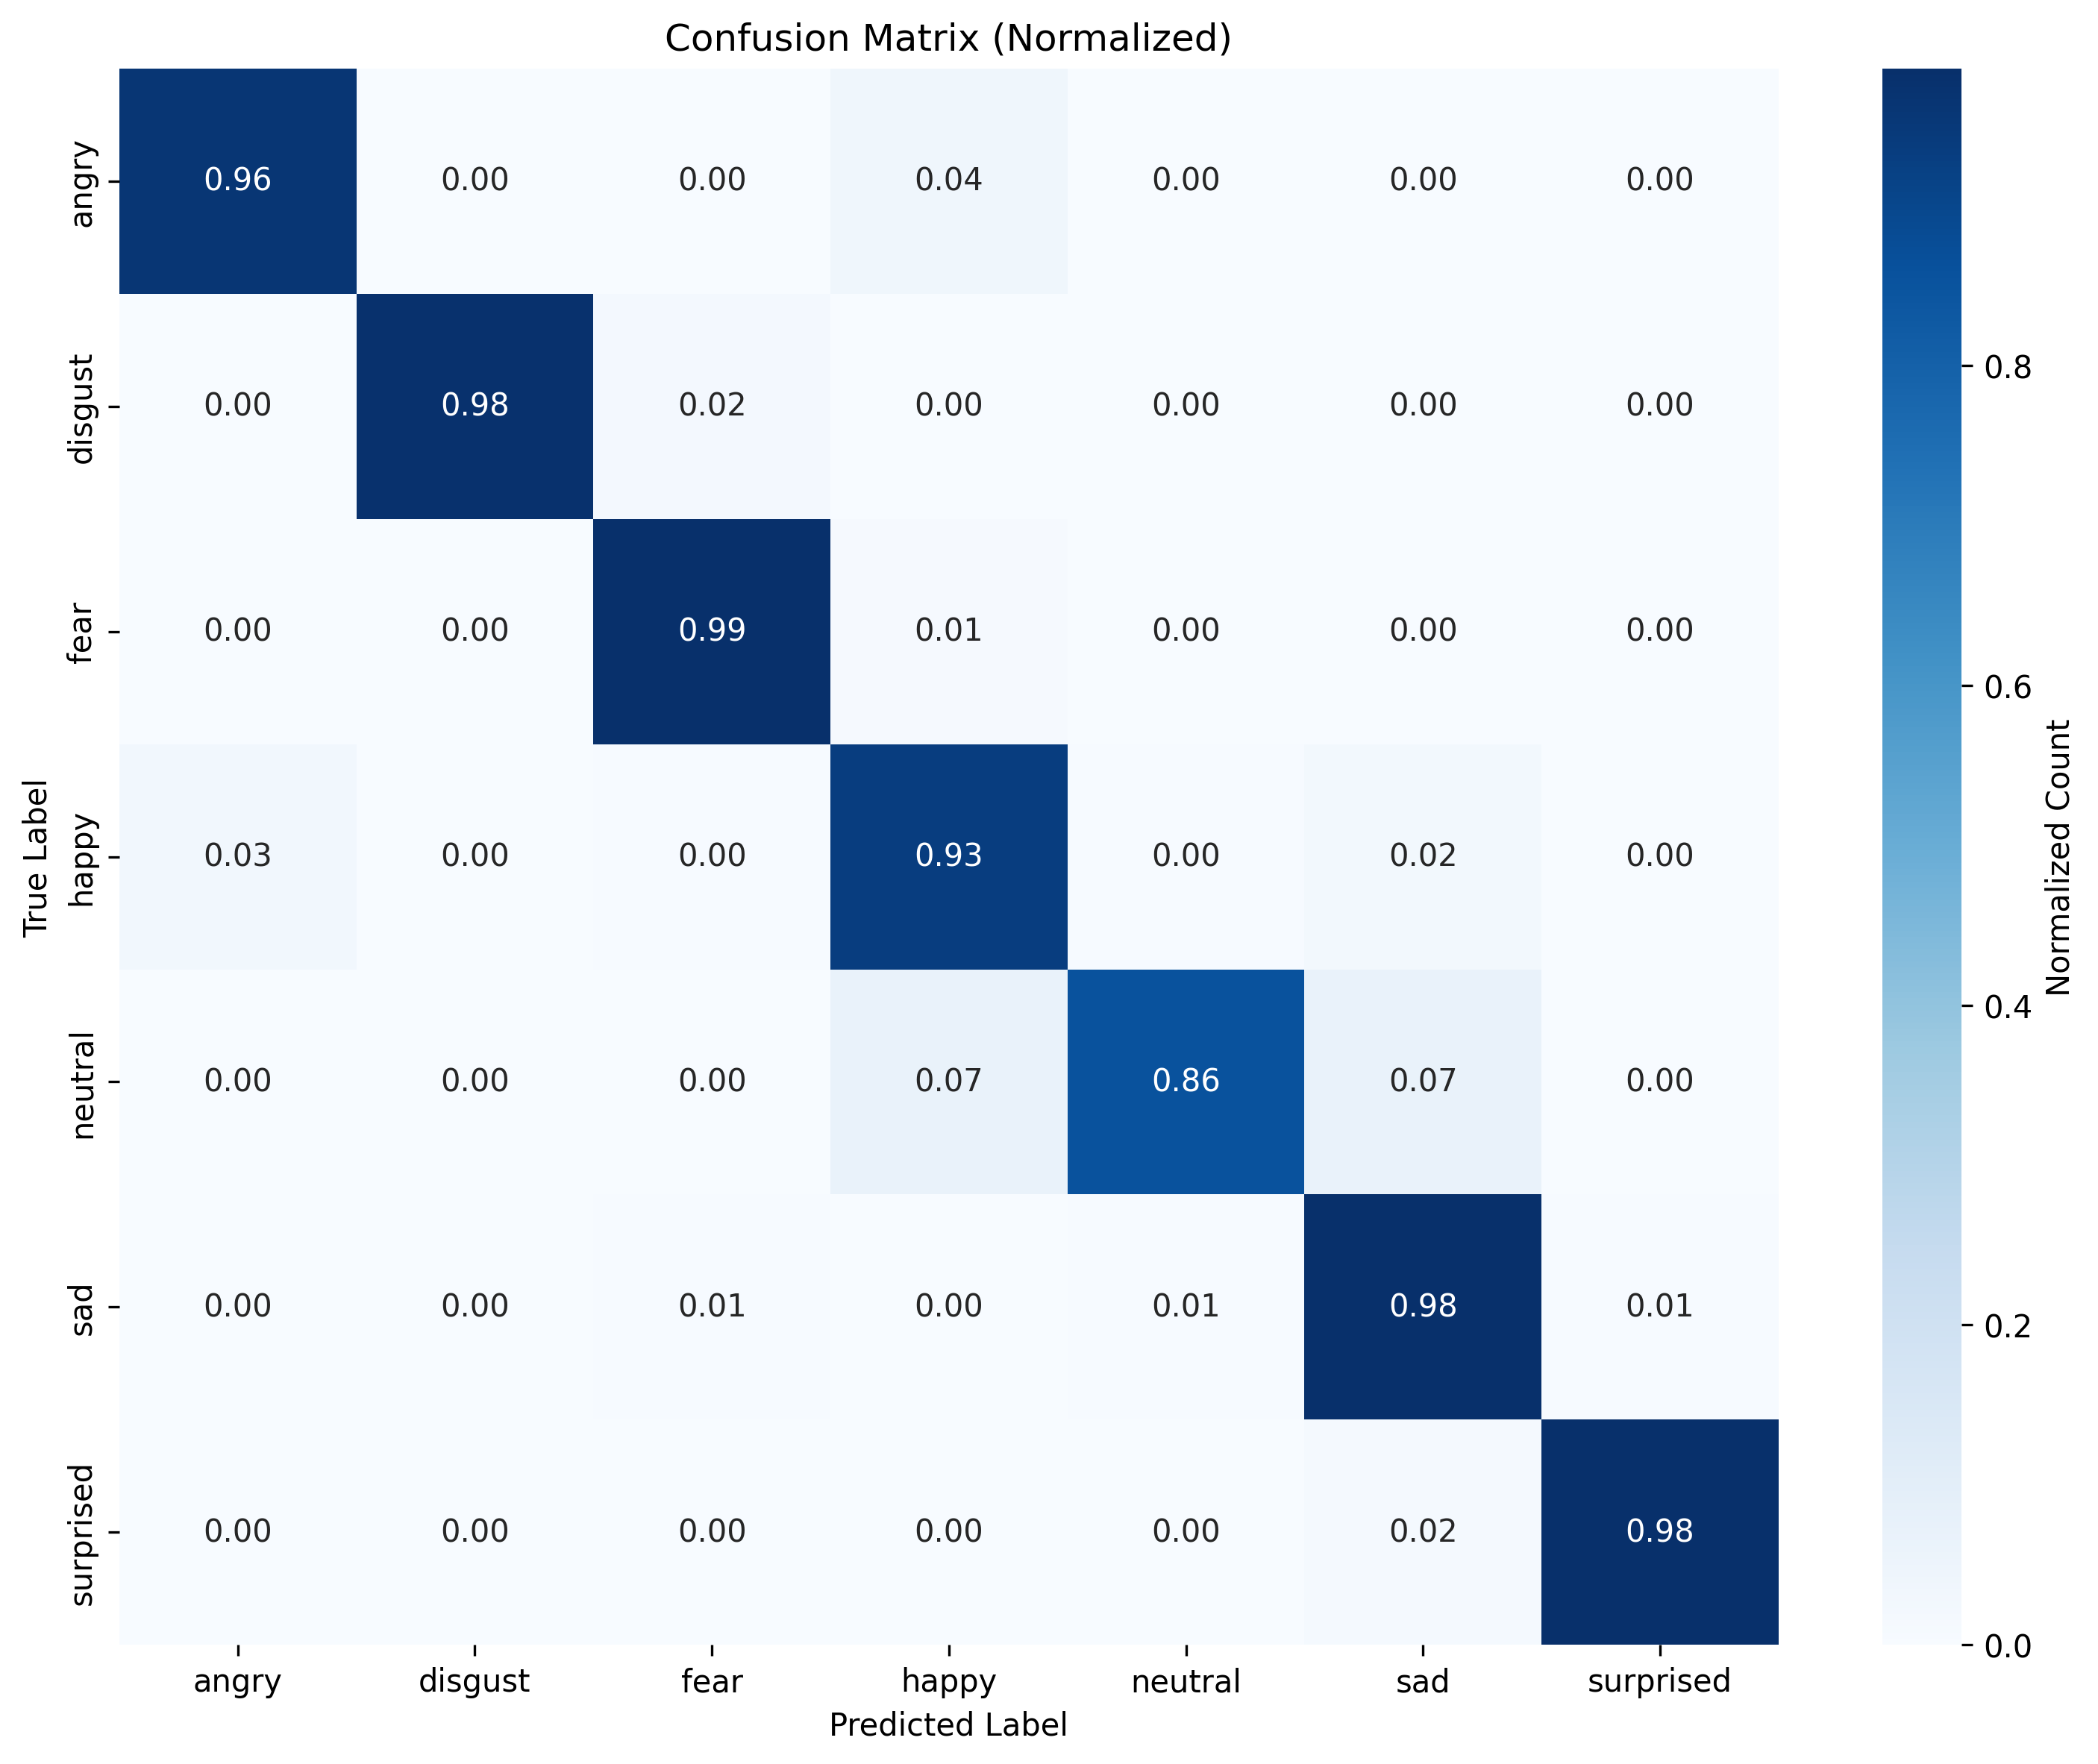 Confusion Matrix (Normalized)
True Label
angry
0.96 0.00 0.00 0.04 0.00 0.00 0.00
disgust
0.00 0.98 0.02 0.00 0.00 0.00 0.00
fear
0.00 0.00 0.99 0.01 0.00 0.00 0.00
happy
0.03 0.00 0.00 0.93 0.00 0.02 0.00
neutral
0.00 0.00 0.00 0.07 0.86 0.07 0.00
sad
0.00 0.00 0.01 0.00 0.01 0.98 0.01
surprised
0.00 0.00 0.00 0.00 0.00 0.02 0.98
angry disgust fear happy neutral sad surprised
Predicted Label
0.8
0.6
0.4
0.2
0.0
Normalized Count